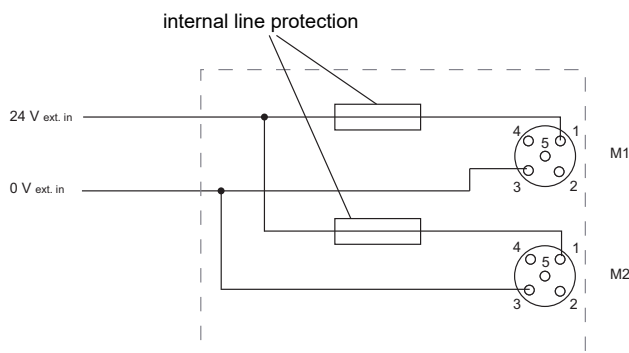 internal line protection
24 V ext. in
4
1
5
3
2
M1
0 V ext. in
4
1
5
3
2
M2